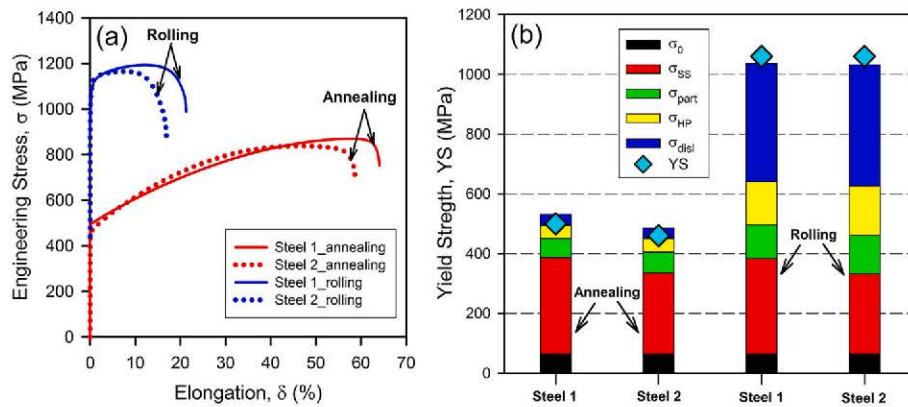 (a)
Rolling
Annealing
Engineering Stress, σ (MPa)
1400
1200
1000
800
600
400
200
0
Steel 1_annealing
Steel 2_annealing
Steel 1_rolling
Steel 2_rolling
0 10 20 30 40 50 60 70
Elongation, δ (%)
(b)
σ0
σSS
σpart
σHP
σdisl
YS
Yield Stregth, YS (MPa)
1200
1000
800
600
400
200
0
Annealing
Rolling
Steel 1 Steel 2 Steel 1 Steel 2